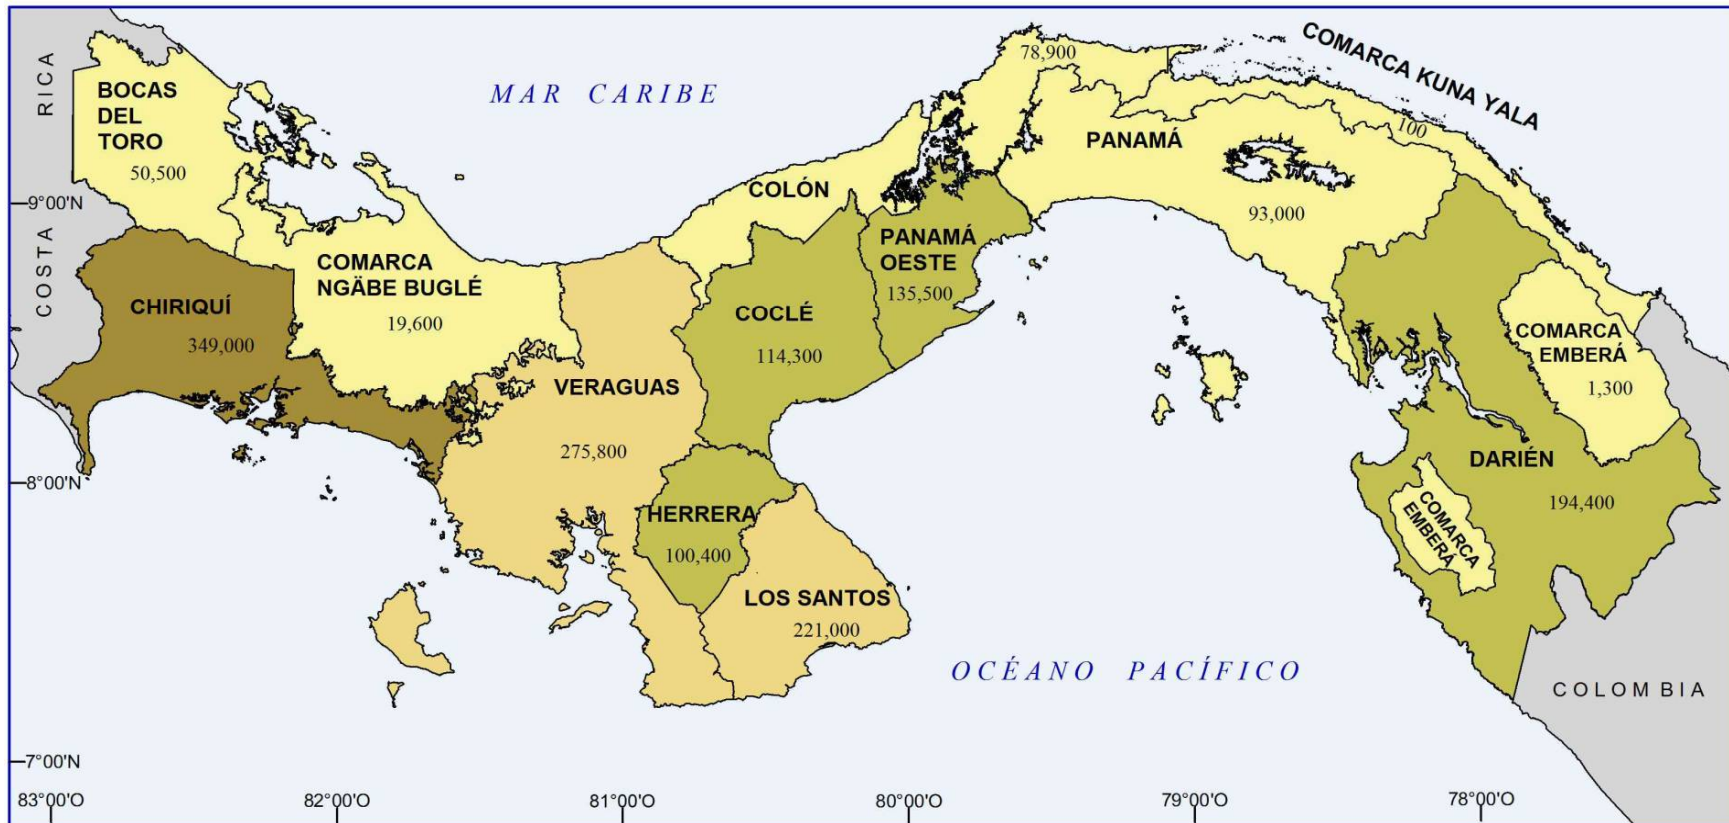 COSTA RICA
BOCAS
DEL
TORO
50,500
MAR CARIBE
78,900
COMARCA KUNA YALA
100
PANAMÁ
93,000
COLÓN
9°00'N
PANAMÁ
OESTE
135,500
COMARCA
NGÄBE BUGLÉ
19,600
CHIRIQUÍ
349,000
COCLÉ
114,300
COMARCA
EMBERÁ
1,300
VERAGUAS
275,800
DARIÉN
194,400
8°00'N
HERRERA
100,400
COMARCA
EMBERÁ
LOS SANTOS
221,000
OCÉANO PACÍFICO
COLOMBIA
7°00'N
83°00'O
82°00'O
81°00'O
80°00'O
79°00'O
78°00'O